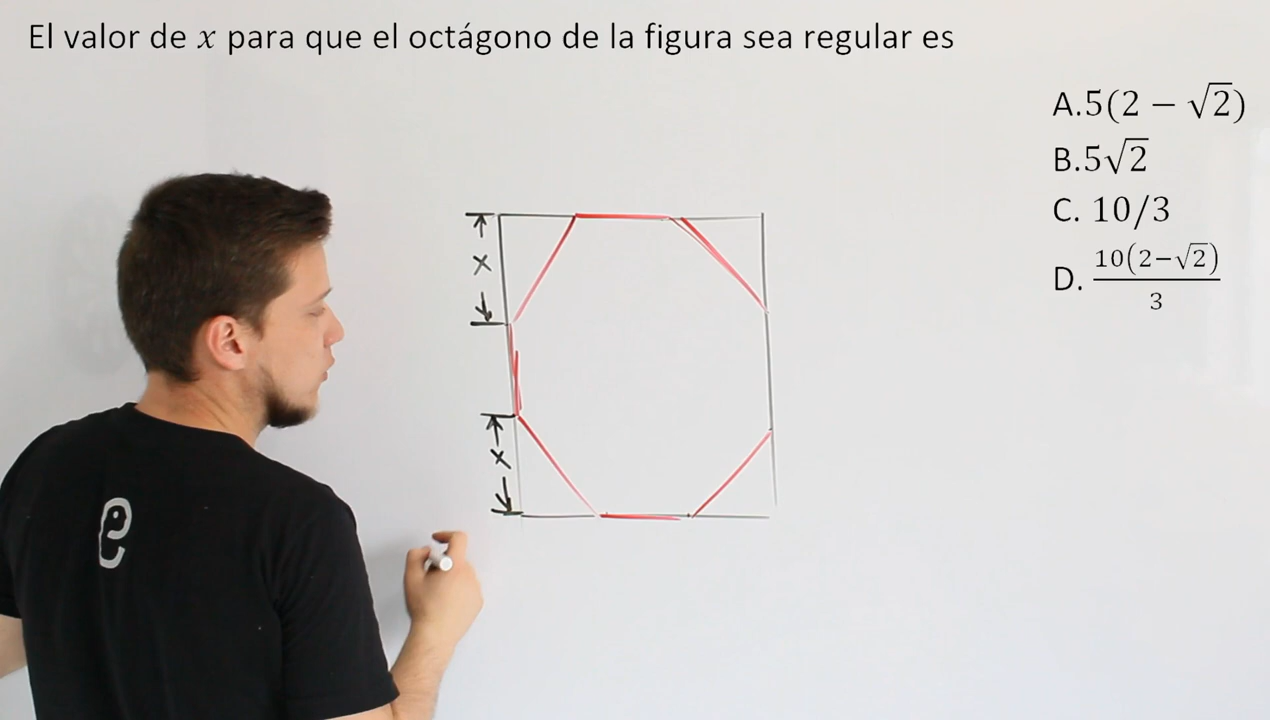 El valor de x para que el octágono de la figura sea regular es
A.5(2 − √2)
B.5√2
C. 10/3
D. 10(2−√2)/3
x
x
e